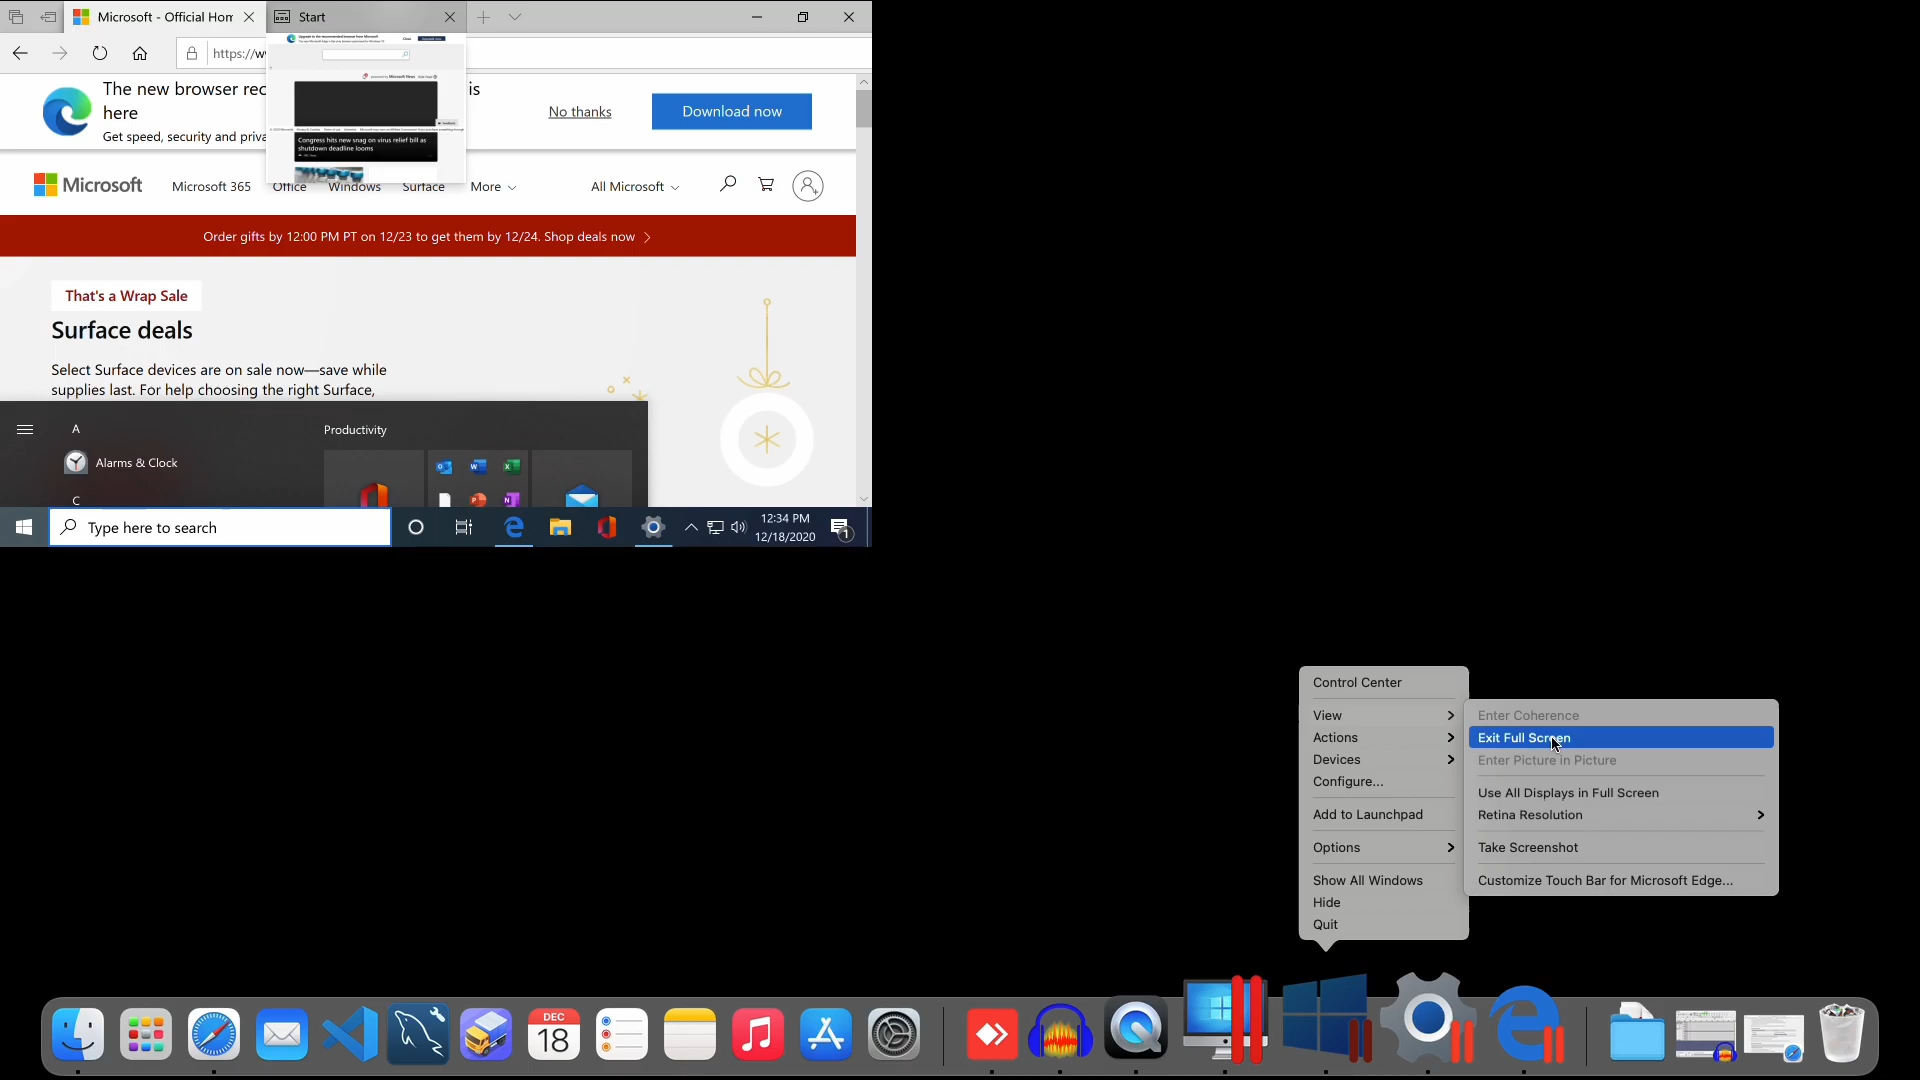 Microsoft - Official Hom
Start
https://w
The new browser rec
is
here
Get speed, security and priva
No thanks
Download now
Congress hits new snag on virus relief bill as
shutdown deadline looms
Microsoft
Microsoft 365
Office
Windows
Surface
More
All Microsoft
Order gifts by 12:00 PM PT on 12/23 to get them by 12/24. Shop deals now
That's a Wrap Sale
Surface deals
Select Surface devices are on sale now—save while
supplies last. For help choosing the right Surface,
A
Productivity
Alarms & Clock
C
Type here to search
12:34 PM
12/18/2020
1
Control Center
View
Actions
Devices
Configure...
Add to Launchpad
Options
Show All Windows
Hide
Quit
Enter Coherence
Exit Full Screen
Enter Picture in Picture
Use All Displays in Full Screen
Retina Resolution
Take Screenshot
Customize Touch Bar for Microsoft Edge...
DEC
18